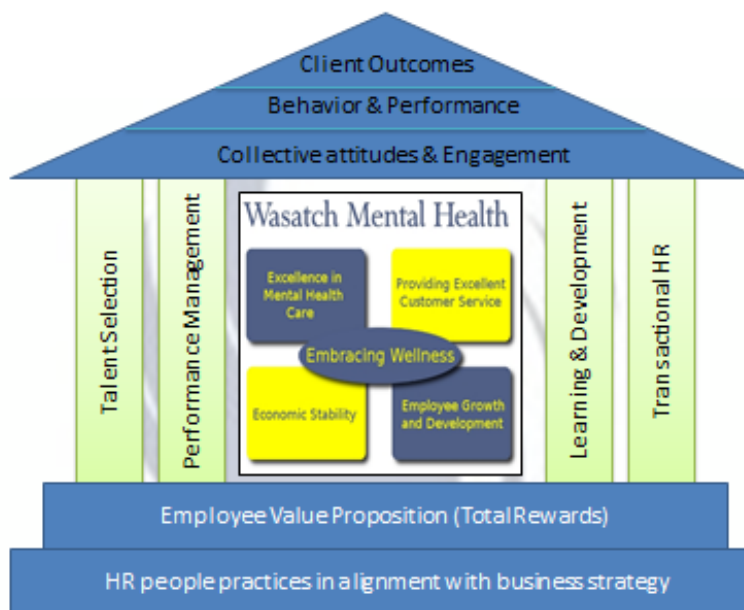 Client Outcomes
Behavior & Performance
Collective attitudes & Engagement
Talent Selection
Performance Management
Wasatch Mental Health
Excellence in
Mental Health
Care
Providing Excellent
Customer Service
Embracing Wellness
Economic Stability
Employee Growth
and Development
Learning & Development
Transactional HR
Employee Value Proposition (Total Rewards)
HR people practices in alignment with business strategy